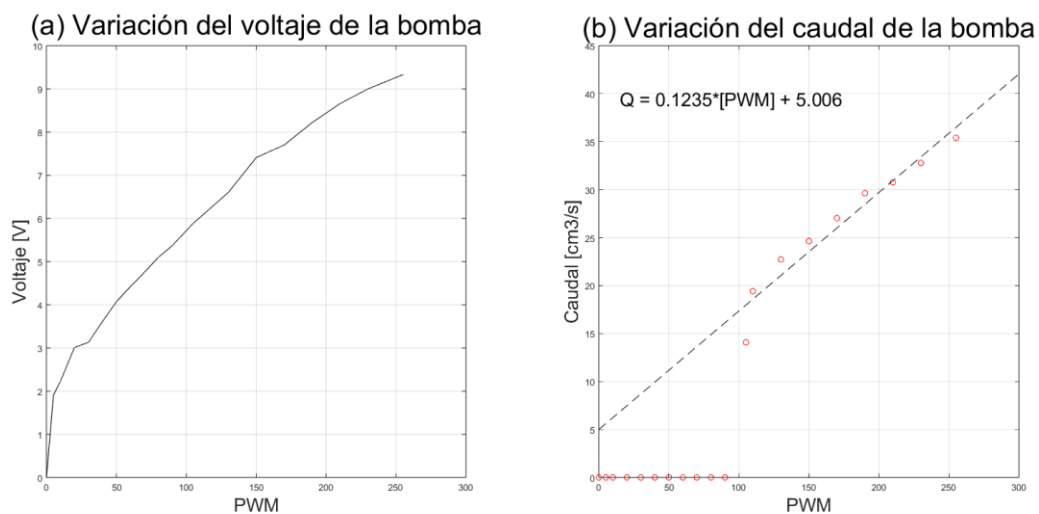 (a) Variación del voltaje de la bomba
10
9
8
7
6
5
4
3
2
1
0
Voltaje [V]
0 50 100 150 200 250 300
PWM
(b) Variación del caudal de la bomba
45
40
35
30
25
20
15
10
5
0
Caudal [cm3/s]
Q = 0.1235*[PWM] + 5.006
0 50 100 150 200 250 300
PWM